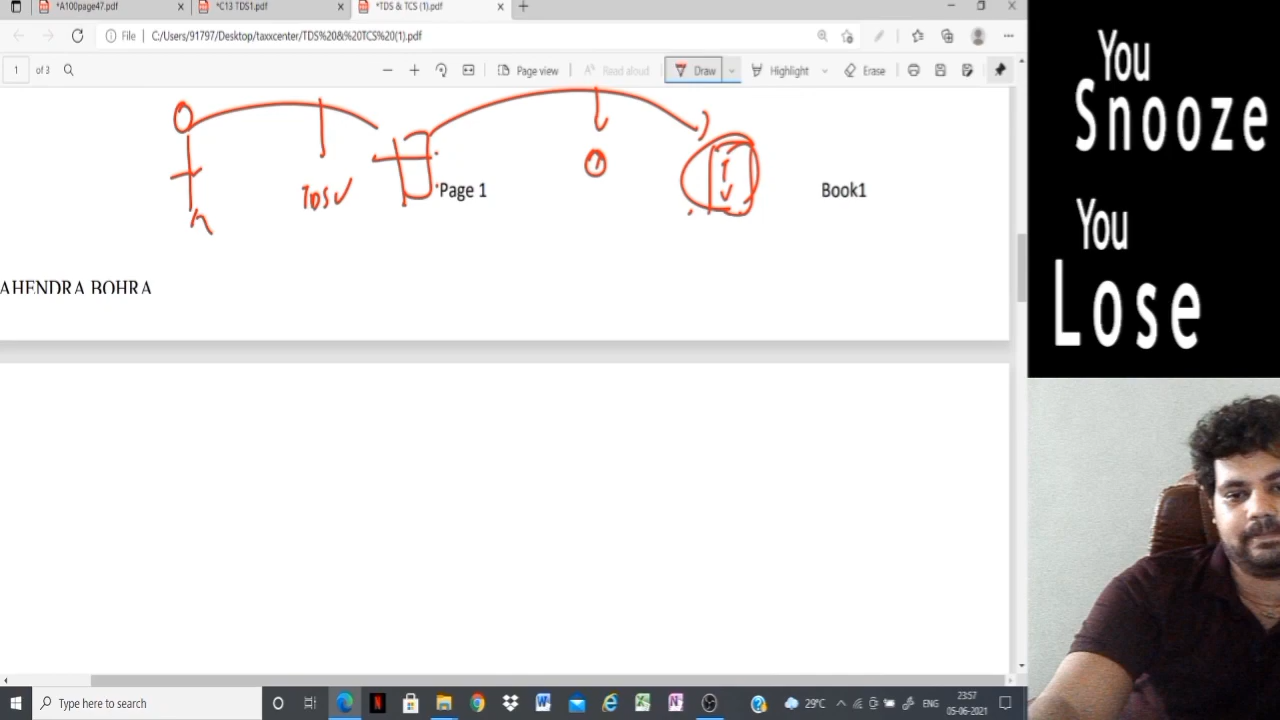 *A100page47.pdf
*C13 TDS1.pdf
*TDS & TCS (1).pdf
File
C:/Users/91797/Desktop/taxxcenter/TDS%20&%20TCS%20(1).pdf
1 of 3
Page view
Read aloud
Draw
Highlight
Erase
TDS
Page 1
Book1
AHENDRA BOHRA
You
Snooze
You
Lose
Type here to search
29°C
ENG
23:57
05-06-2021